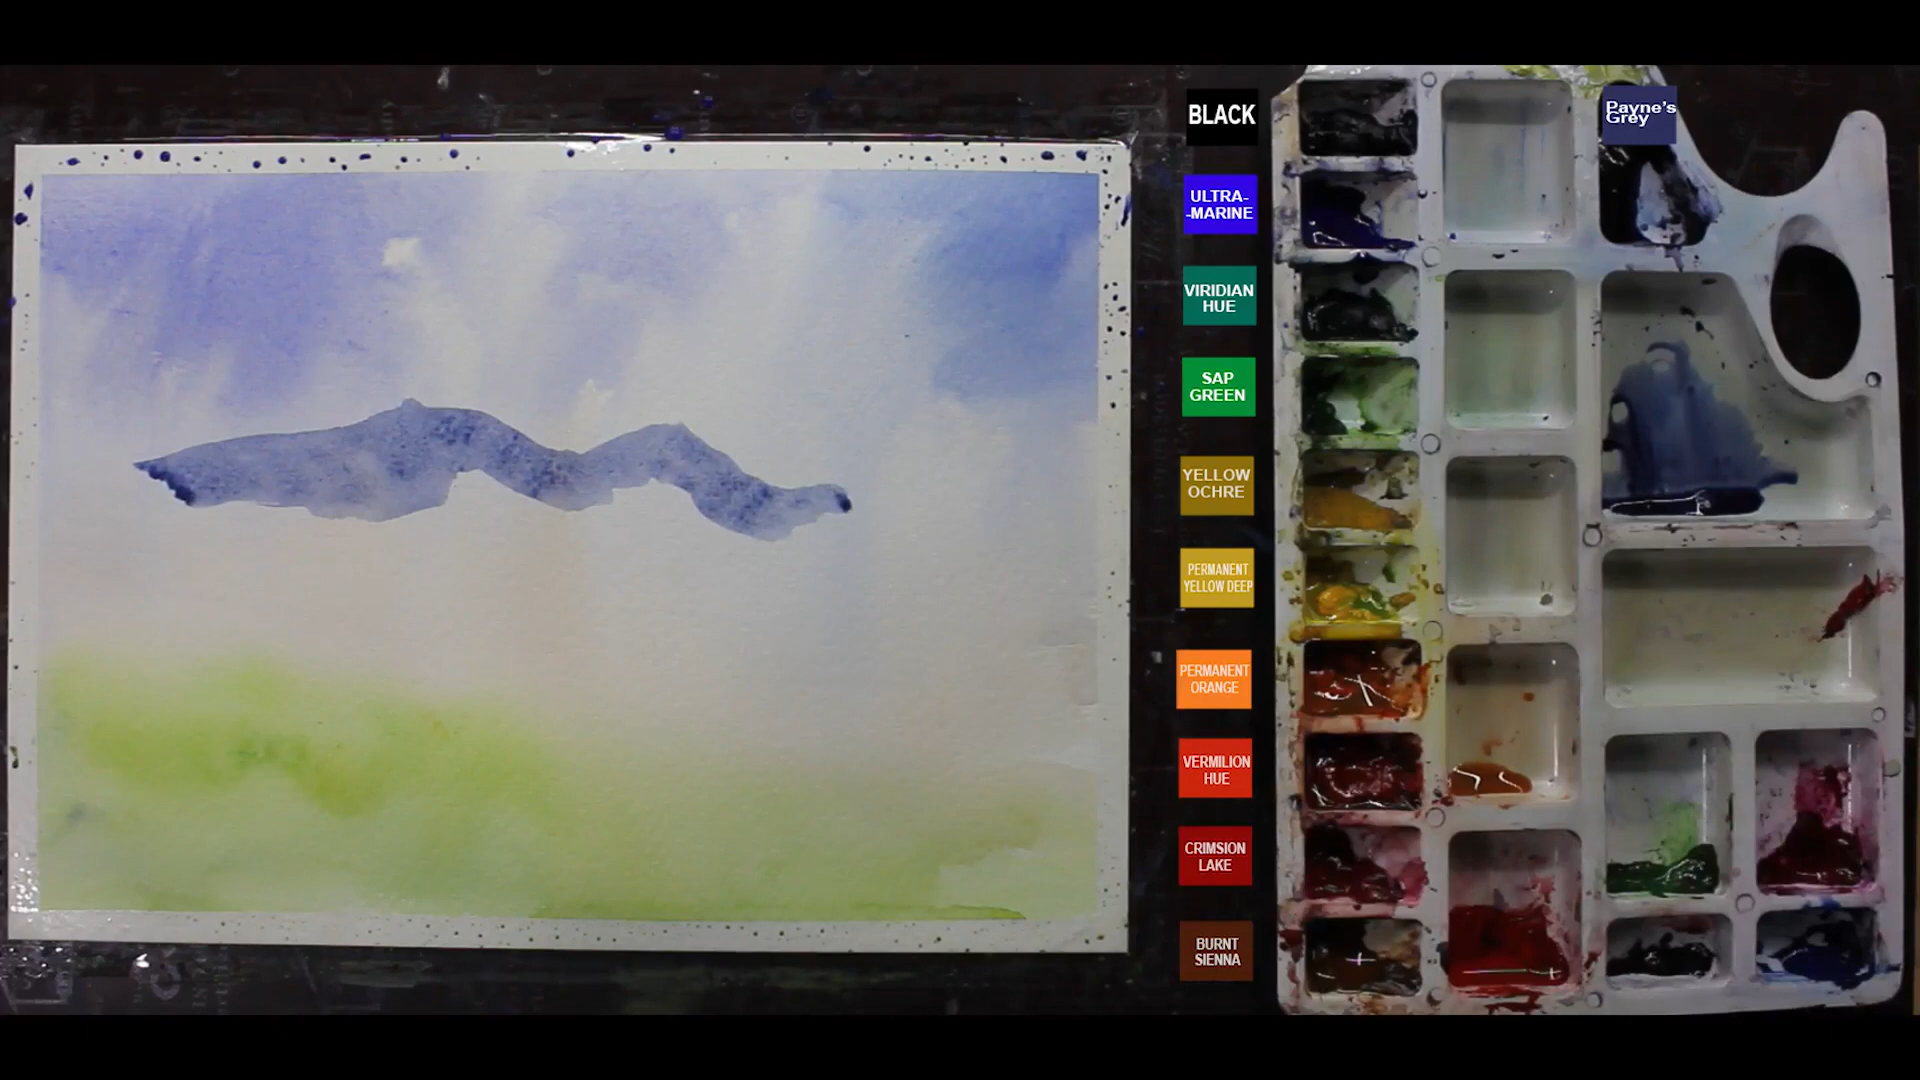 BLACK
Payne's
Grey
ULTRA-
-MARINE
VIRIDIAN
HUE
SAP
GREEN
YELLOW
OCHRE
PERMANENT
YELLOW DEEP
PERMANENT
ORANGE
VERMILION
HUE
CRIMSION
LAKE
BURNT
SIENNA